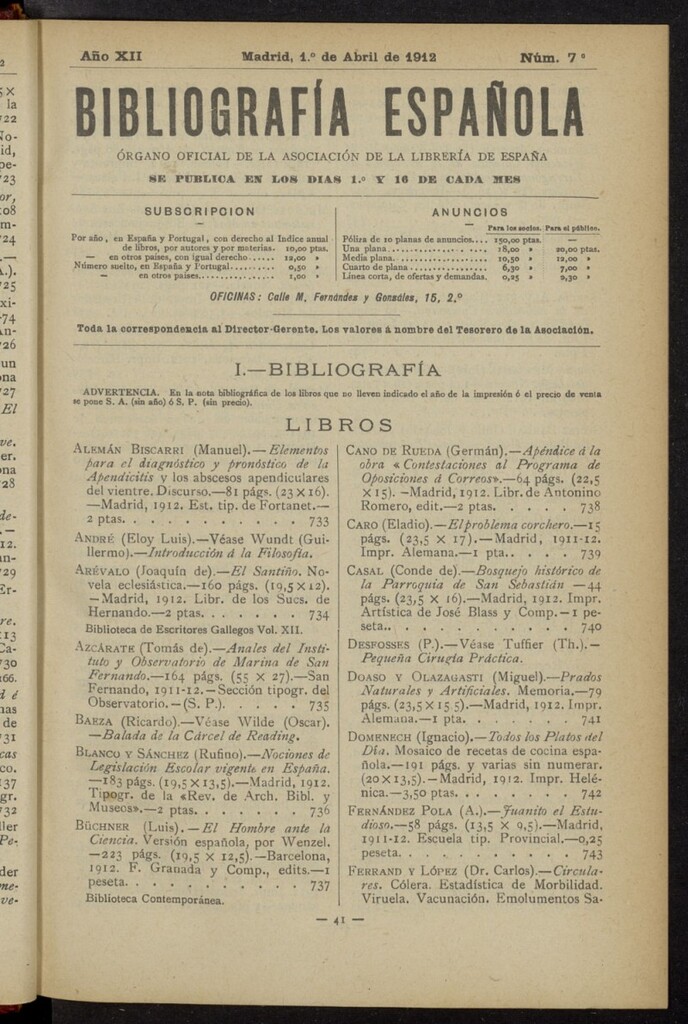 Año XII Madrid, 1.º de Abril de 1912 Núm. 7º
BIBLIOGRAFÍA ESPAÑOLA
ÓRGANO OFICIAL DE LA ASOCIACIÓN DE LA LIBRERÍA DE ESPAÑA
SE PUBLICA EN LOS DIAS 1.º Y 16 DE CADA MES
SUBSCRIPCION
Por año, en España y Portugal, con derecho al Indice anual
de libros, por autores y por materias. 10,00 ptas.
— en otros países, con igual derecho...... 12,00 »
Número suelto, en España y Portugal........ 0,50 »
— en otros países.................. 1,00 »
ANUNCIOS
Para los socios. Para el público.
Póliza de 10 planas de anuncios.... 150,00 ptas. —
Una plana.................. 18,00 » 20,00 ptas.
Media plana.................. 10,50 » 12,00 »
Cuarto de plana.................. 6,30 » 7,00 »
Línea corta, de ofertas y demandas. 0,25 » 2,30 »
OFICINAS: Calle M. Fernández y González, 15, 2.º
Toda la correspondencia al Director-Gerente. Los valores á nombre del Tesorero de la Asociación.
I.—BIBLIOGRAFÍA
ADVERTENCIA. En la nota bibliográfica de los libros que no lleven indicado el año de la impresión ó el precio de venta
se pone S. A. (sin año) ó S. P. (sin precio).
LIBROS
ALEMÁN BISCARRI (Manuel).—Elementos
para el diagnóstico y pronóstico de la
Apendicitis y los abscesos apendiculares
del vientre. Discurso.—81 págs. (23 × 16).
—Madrid, 1912. Est. tip. de Fortanet.—
2 ptas. . . . . . . . . . 733
ANDRÉ (Eloy Luis).—Véase Wundt (Gui-
llermo).—Introducción á la Filosofia.
ARÉVALO (Joaquín de).—El Santiño. No-
vela eclesiástica.—160 págs. (19,5 × 12).
—Madrid, 1912. Libr. de los Sucs. de
Hernando.—2 ptas. . . . . . . 734
Biblioteca de Escritores Gallegos Vol. XII.
AZCÁRATE (Tomás de).—Anales del Insti-
tuto y Observatorio de Marina de San
Fernando.—164 págs. (55 × 27).—San
Fernando, 1911-12.—Sección tipogr. del
Observatorio.—(S. P.). . . . . 735
BAEZA (Ricardo).—Véase Wilde (Oscar).
—Balada de la Cárcel de Reading.
BLANCO Y SÁNCHEZ (Rufino).—Nociones de
Legislación Escolar vigente en España.
—183 págs. (19,5 × 13,5).—Madrid, 1912.
Tipogr. de la «Rev. de Arch. Bibl. y
Museos».—2 ptas. . . . . . . 736
BÜCHNER (Luis).—El Hombre ante la
Ciencia. Versión española, por Wenzel.
—223 págs. (19,5 × 12,5).—Barcelona,
1912. F. Granada y Comp., edits.—1
peseta. . . . . . . . . . 737
Biblioteca Contemporánea.
CANO DE RUEDA (Germán).—Apéndice á la
obra «Contestaciones al Programa de
Oposiciones á Correos».—64 págs. (22,5
× 15). —Madrid, 1912. Libr. de Antonino
Romero, edit.—2 ptas. . . . . 738
CARO (Eladio).—El problema corchero.—15
págs. (23,5 × 17).—Madrid, 1911-12.
Impr. Alemana.—1 pta. . . . . 739
CASAL (Conde de).—Bosquejo histórico de
la Parroquia de San Sebastián —44
págs. (23,5 × 16).—Madrid, 1912. Impr.
Artística de José Blass y Comp.—1 pe-
seta. . . . . . . . . . . 740
DESFOSSES (P.).—Véase Tuffier (Th.).—
Pequeña Cirugía Práctica.
DOASO Y OLAZAGASTI (Miguel).—Prados
Naturales y Artificiales. Memoria.—79
págs. (23,5 × 15 5).—Madrid, 1912. Impr.
Alemana.—1 pta. . . . . . . 741
DOMENECH (Ignacio).—Todos los Platos del
Día. Mosaico de recetas de cocina espa-
ñola.—191 págs. y varias sin numerar.
(20 × 13,5).—Madrid, 1912. Impr. Helé-
nica.—3,50 ptas. . . . . . . 742
FERNÁNDEZ POLA (A.).—Juanito el Estu-
dioso.—58 págs. (13,5 × 9,5).—Madrid,
1911-12. Escuela tip. Provincial.—0,25
peseta. . . . . . . . . . 743
FERRAND Y LÓPEZ (Dr. Carlos).—Circula-
res. Cólera. Estadística de Morbilidad.
Viruela. Vacunación. Emolumentos Sa-
— 41 —